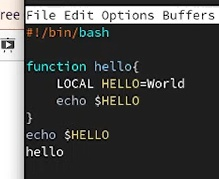 ree
File Edit Options Buffers
#!/bin/bash
function hello{
LOCAL HELLO=World
echo $HELLO
}
echo $HELLO
hello